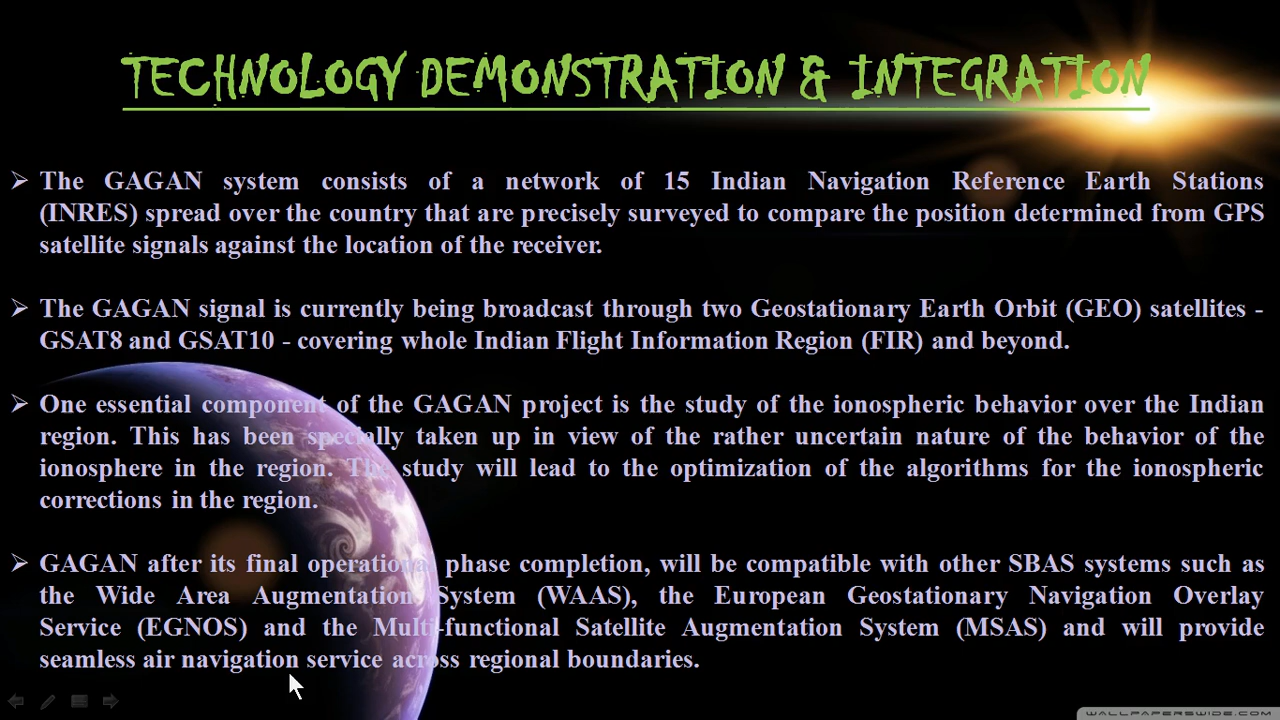 TECHNOLOGY DEMONSTRATION & INTEGRATION
➢ The GAGAN system consists of a network of 15 Indian Navigation Reference Earth Stations
(INRES) spread over the country that are precisely surveyed to compare the position determined from GPS
satellite signals against the location of the receiver.
➢ The GAGAN signal is currently being broadcast through two Geostationary Earth Orbit (GEO) satellites -
GSAT8 and GSAT10 - covering whole Indian Flight Information Region (FIR) and beyond.
➢ One essential component of the GAGAN project is the study of the ionospheric behavior over the Indian
region. This has been specially taken up in view of the rather uncertain nature of the behavior of the
ionosphere in the region. The study will lead to the optimization of the algorithms for the ionospheric
corrections in the region.
➢ GAGAN after its final operational phase completion, will be compatible with other SBAS systems such as
the Wide Area Augmentation System (WAAS), the European Geostationary Navigation Overlay
Service (EGNOS) and the Multi-functional Satellite Augmentation System (MSAS) and will provide
seamless air navigation service across regional boundaries.
WALLPAPERSWIDE.COM